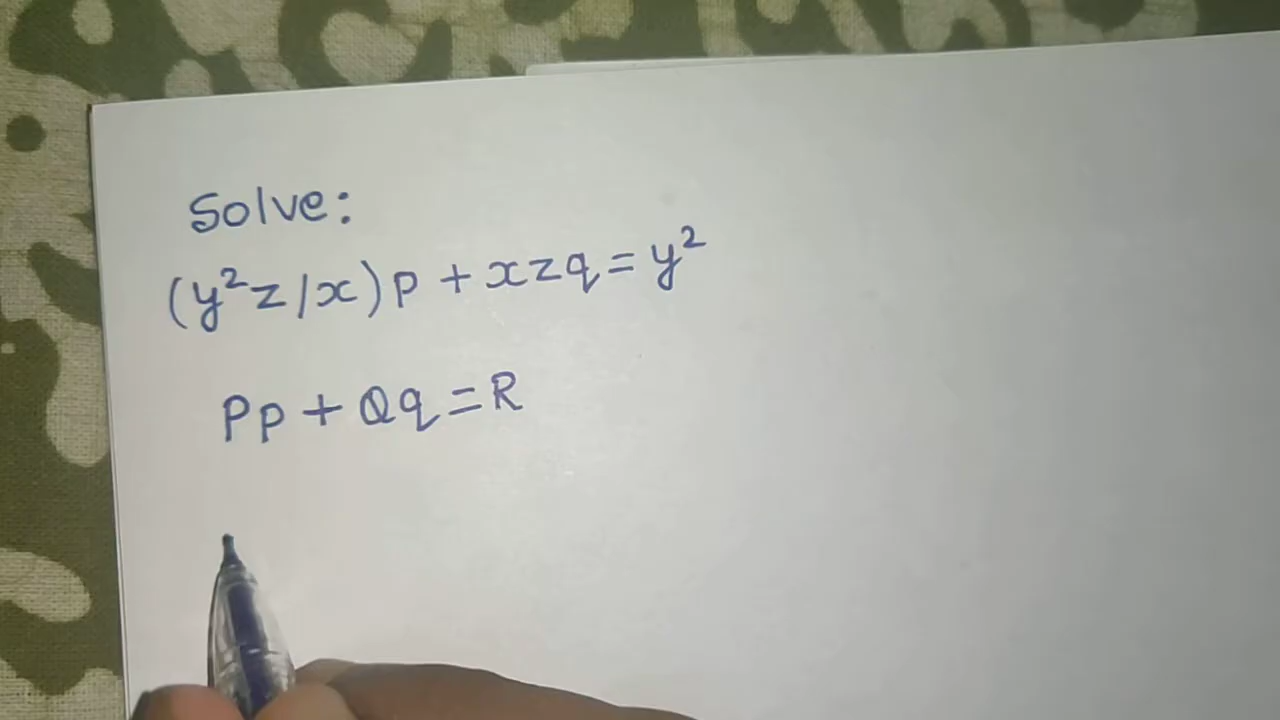 Solve:
(y²z/x)p + xzq = y²
Pp + Qq = R